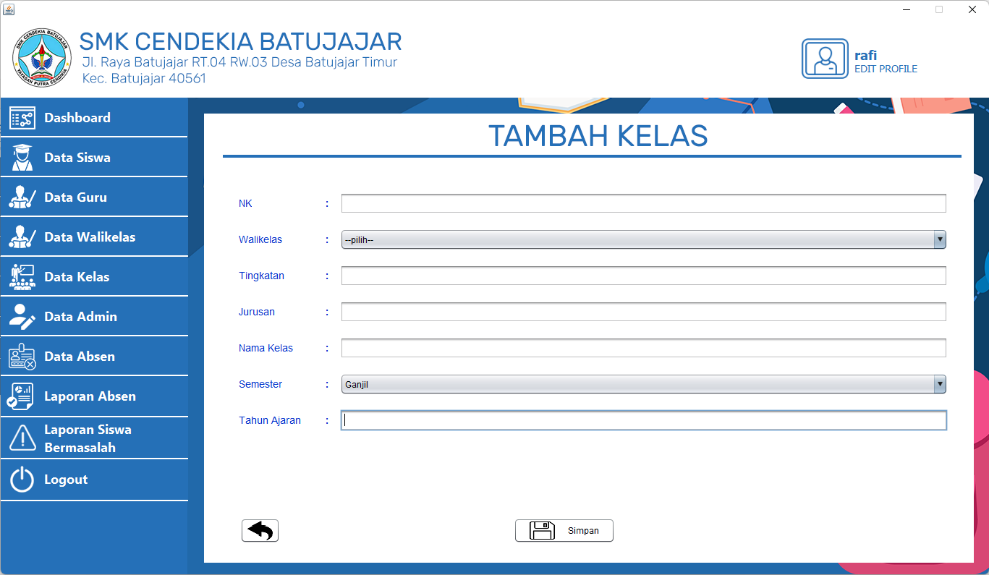 SMK CENDEKIA BATUJAJAR
Jl. Raya Batujajar RT.04 RW.03 Desa Batujajar Timur
Kec. Batujajar 40561
rafi
EDIT PROFILE
Dashboard
Data Siswa
Data Guru
Data Walikelas
Data Kelas
Data Admin
Data Absen
Laporan Absen
Laporan Siswa
Bermasalah
Logout
TAMBAH KELAS
NK :
Walikelas : --pilih--
Tingkatan :
Jurusan :
Nama Kelas :
Semester : Ganjil
Tahun Ajaran :
Simpan